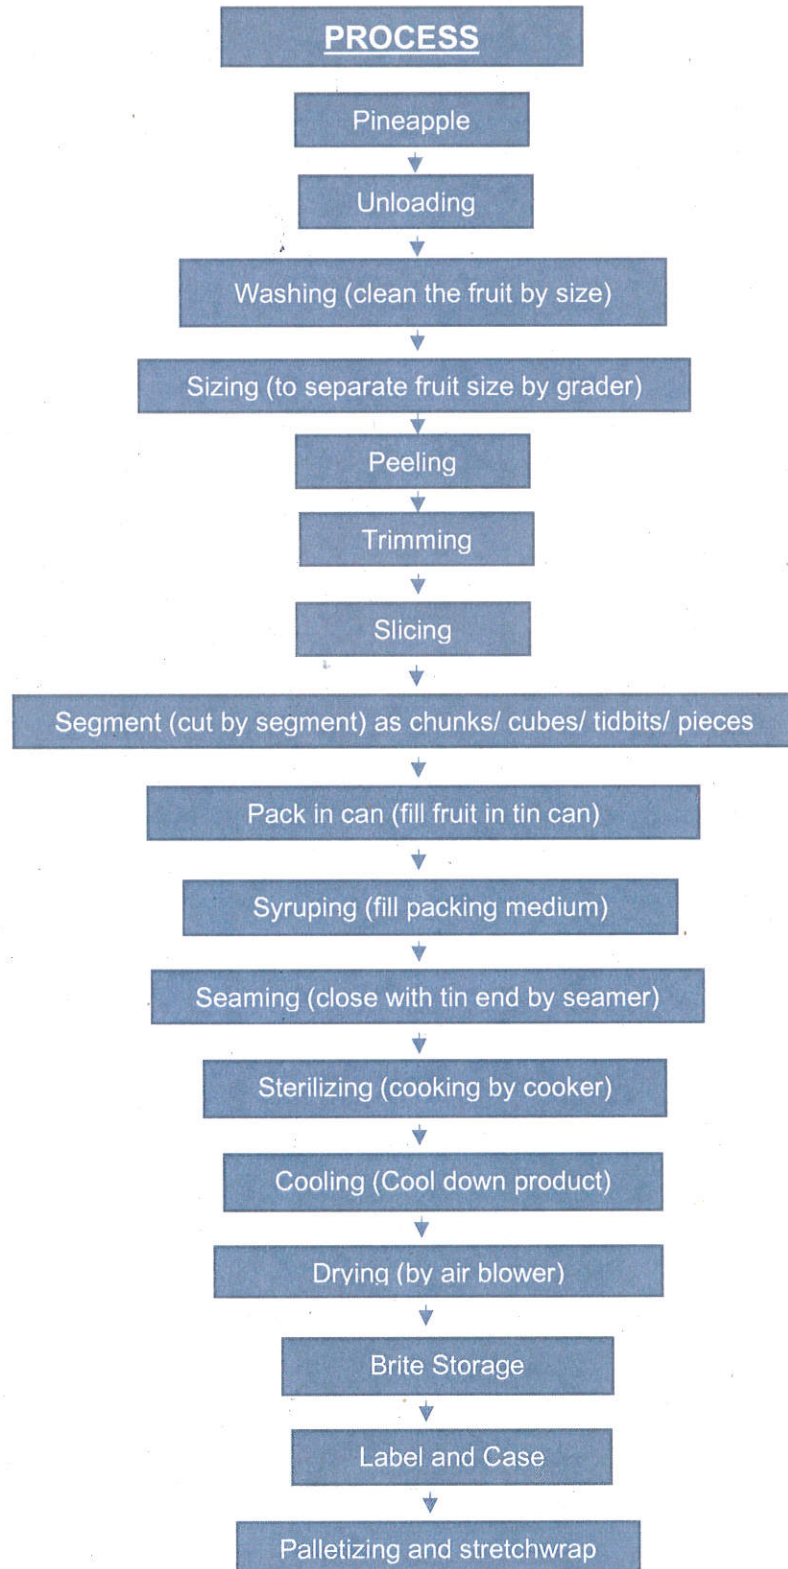 PROCESS
Pineapple
Unloading
Washing (clean the fruit by size)
Sizing (to separate fruit size by grader)
Peeling
Trimming
Slicing
Segment (cut by segment) as chunks/ cubes/ tidbits/ pieces
Pack in can (fill fruit in tin can)
Syruping (fill packing medium)
Seaming (close with tin end by seamer)
Sterilizing (cooking by cooker)
Cooling (Cool down product)
Drying (by air blower)
Brite Storage
Label and Case
Palletizing and stretchwrap